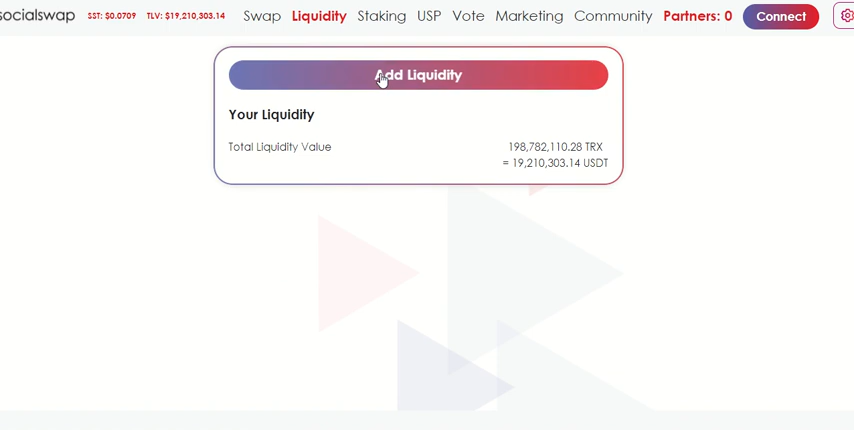 socialswap SST: $0.0709 TLV: $19,210,303.14 Swap Liquidity Staking USP Vote Marketing Community Partners: 0 Connect
Add Liquidity
Your Liquidity
Total Liquidity Value 198,782,110.28 TRX
= 19,210,303.14 USDT